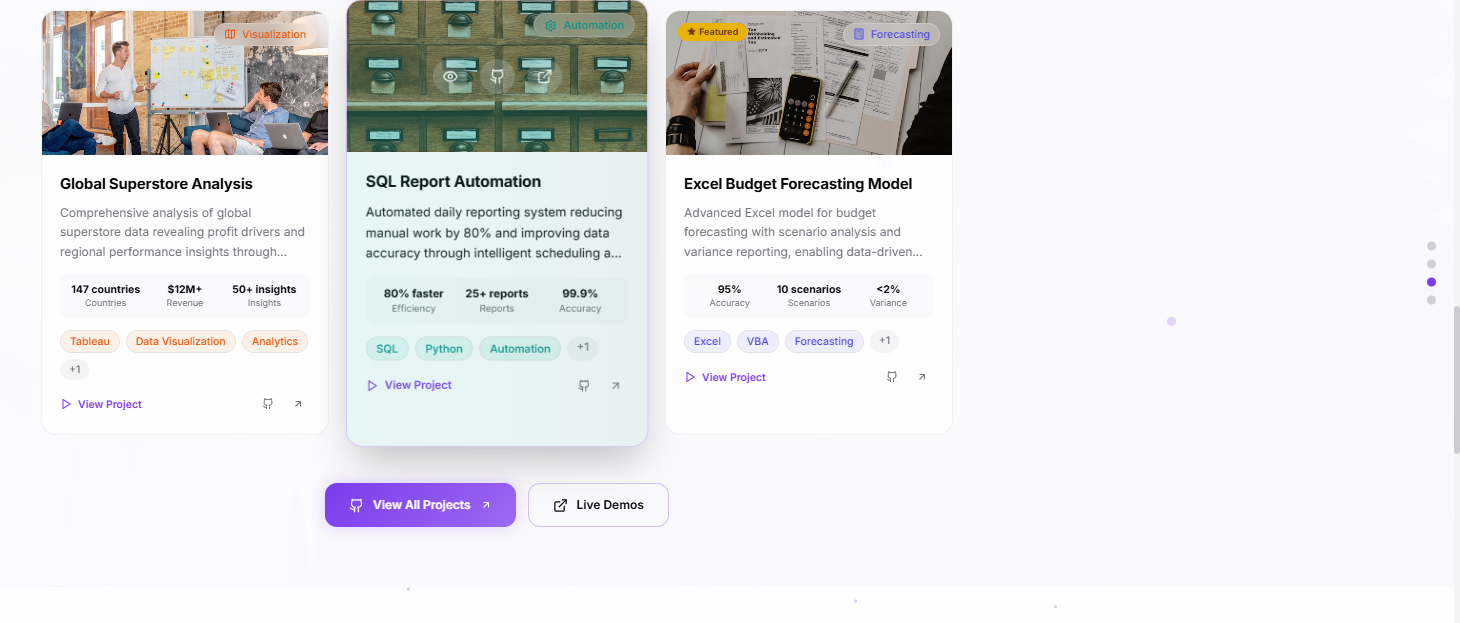 Visualization
Global Superstore Analysis
Comprehensive analysis of global
superstore data revealing profit drivers and
regional performance insights through...
147 countries
Countries
$12M+
Revenue
50+ insights
Insights
Tableau
Data Visualization
Analytics
+1
View Project
Automation
SQL Report Automation
Automated daily reporting system reducing
manual work by 80% and improving data
accuracy through intelligent scheduling a...
80% faster
Efficiency
25+ reports
Reports
99.9%
Accuracy
SQL
Python
Automation
+1
View Project
Featured
Forecasting
Tax
Withholding
and Estimated
Tax
Excel Budget Forecasting Model
Advanced Excel model for budget
forecasting with scenario analysis and
variance reporting, enabling data-driven...
95%
Accuracy
10 scenarios
Scenarios
<2%
Variance
Excel
VBA
Forecasting
+1
View Project
View All Projects
Live Demos